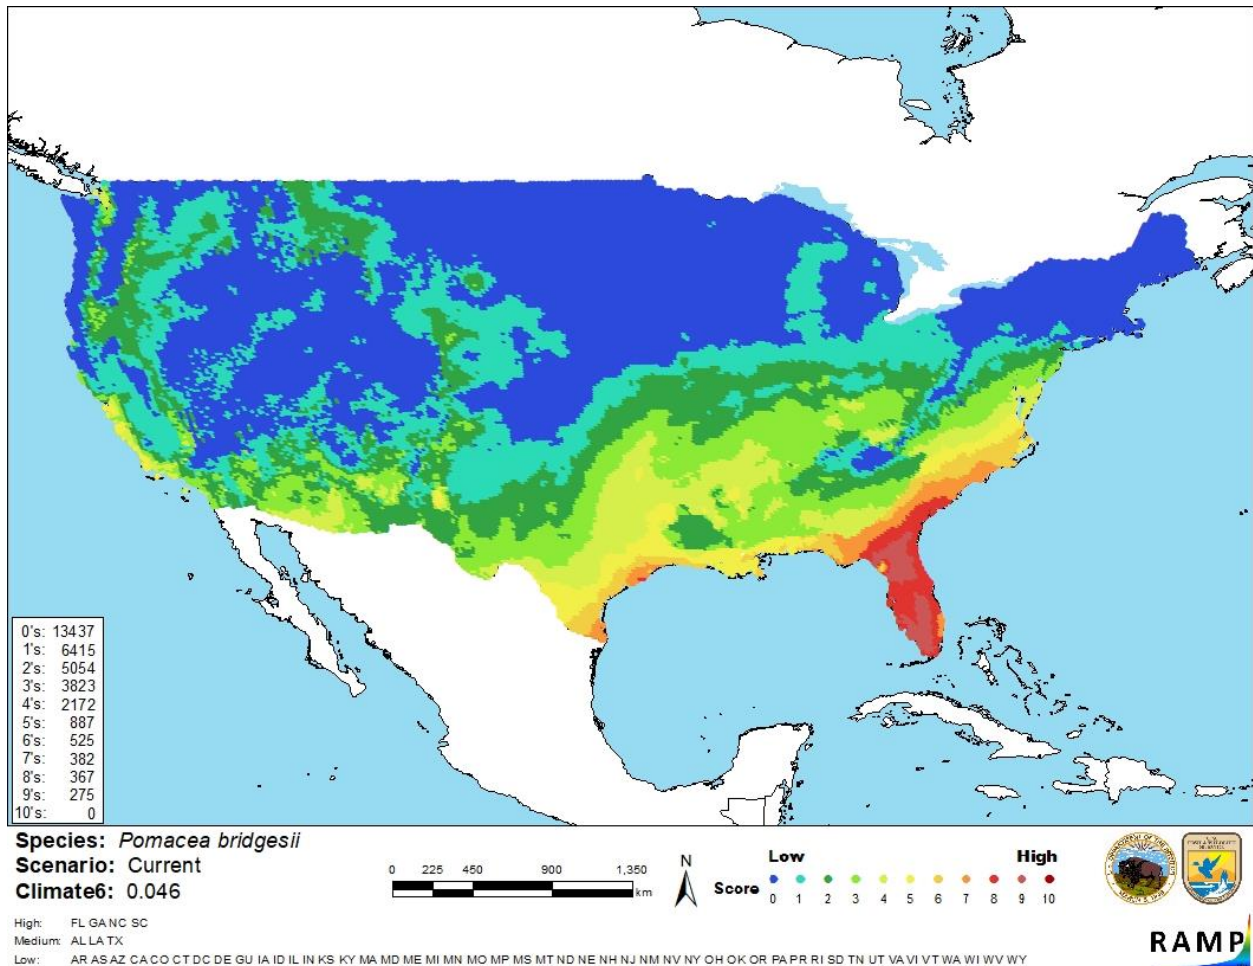 0's: 13437
1's: 6415
2's: 5054
3's: 3823
4's: 2172
5's: 887
6's: 525
7's: 382
8's: 367
9's: 275
10's: 0
Species: Pomacea bridgesii
Scenario: Current
Climate6: 0.046
High: FL GA NC SC
Medium: AL LA TX
Low: AR AS AZ CA CO CT DC DE GU IA ID IL IN KS KY MA MD ME MI MN MO MP MS MT ND NE NH NJ NM NV NY OH OK OR PA PR RI SD TN UT VA VI VT WA WI WV WY
0 225 450 900 1,350
km
N
Low High
Score 0 1 2 3 4 5 6 7 8 9 10
RAMP